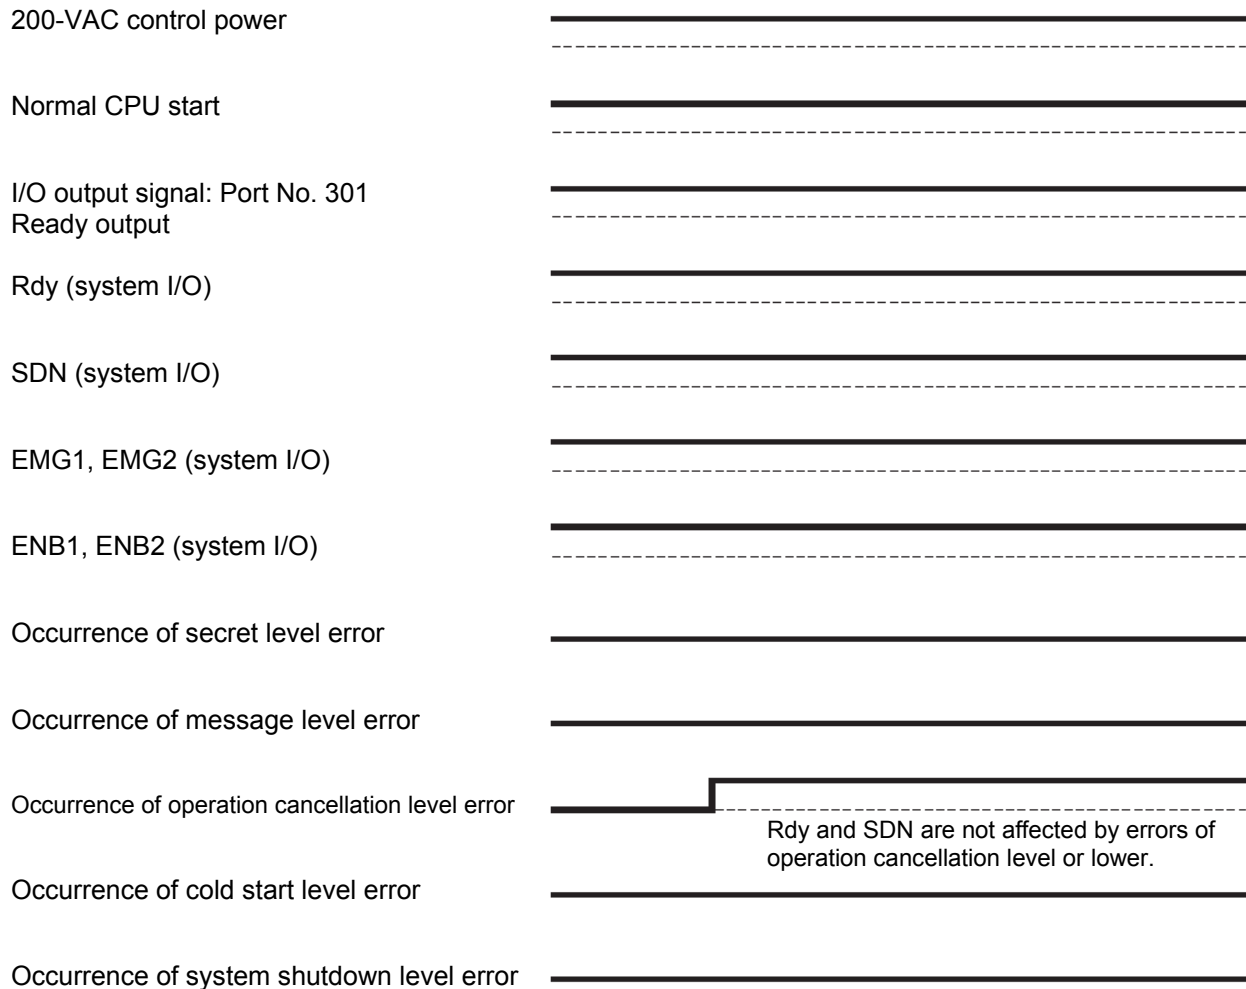 200-VAC control power
Normal CPU start
I/O output signal: Port No. 301
Ready output
Rdy (system I/O)
SDN (system I/O)
EMG1, EMG2 (system I/O)
ENB1, ENB2 (system I/O)
Occurrence of secret level error
Occurrence of message level error
Occurrence of operation cancellation level error
Rdy and SDN are not affected by errors of
operation cancellation level or lower.
Occurrence of cold start level error
Occurrence of system shutdown level error